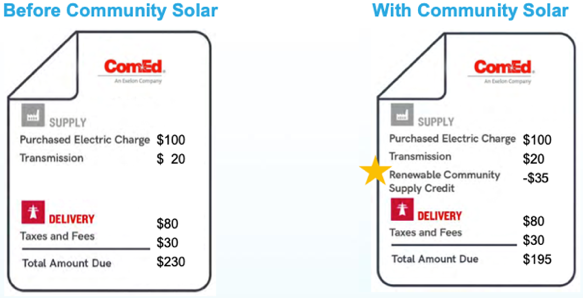 Before Community Solar
ComEd.
An Exelon Company
SUPPLY
Purchased Electric Charge $100
Transmission $ 20
DELIVERY $80
Taxes and Fees $30
Total Amount Due $230
With Community Solar
ComEd.
An Exelon Company
SUPPLY
Purchased Electric Charge $100
Transmission $20
Renewable Community -$35
Supply Credit
DELIVERY $80
Taxes and Fees $30
Total Amount Due $195